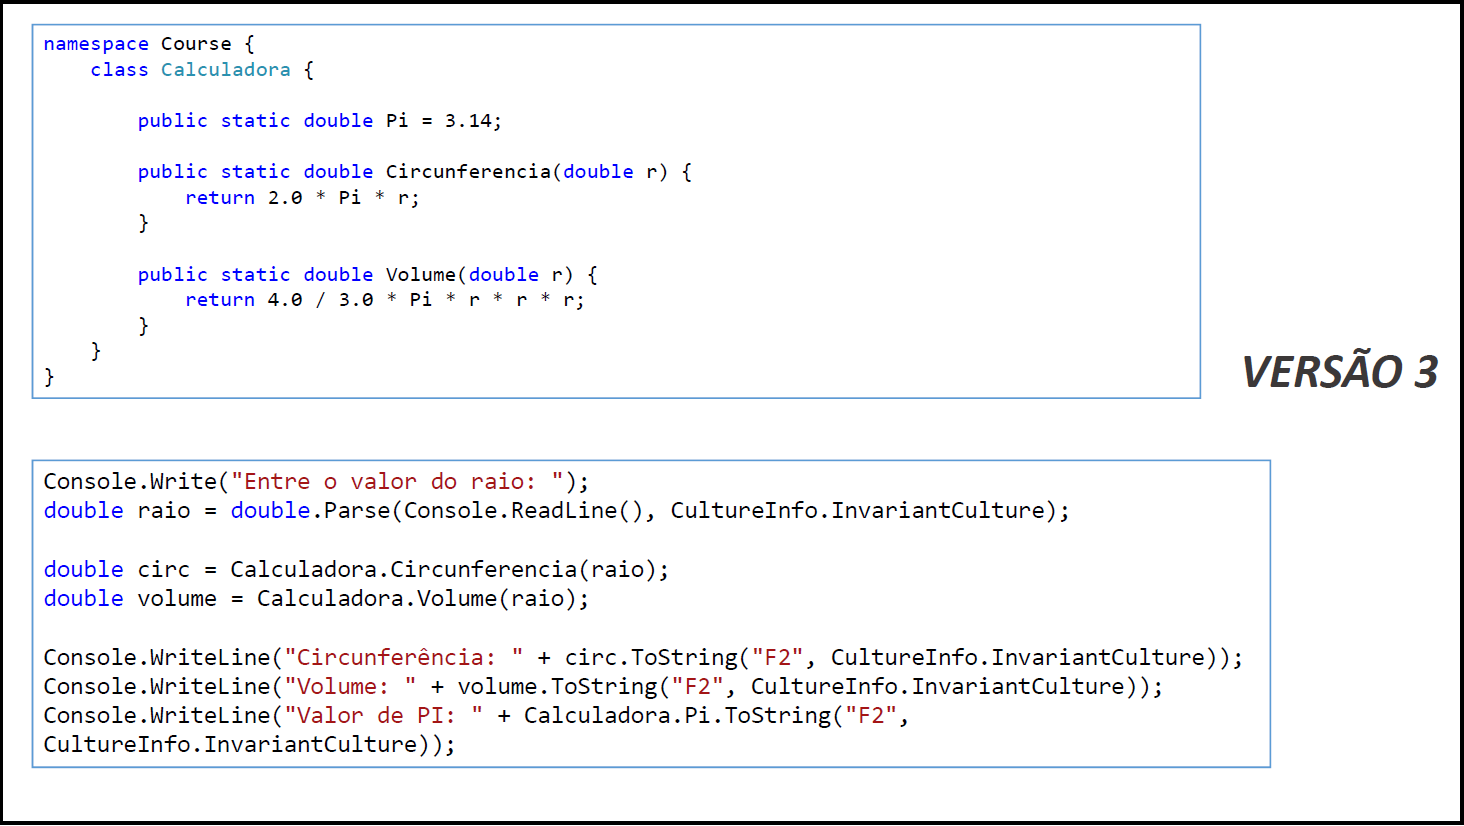 namespace Course {
    class Calculadora {

        public static double Pi = 3.14;

        public static double Circunferencia(double r) {
            return 2.0 * Pi * r;
        }

        public static double Volume(double r) {
            return 4.0 / 3.0 * Pi * r * r * r;
        }
    }
}
VERSÃO 3
Console.Write("Entre o valor do raio: ");
double raio = double.Parse(Console.ReadLine(), CultureInfo.InvariantCulture);

double circ = Calculadora.Circunferencia(raio);
double volume = Calculadora.Volume(raio);

Console.WriteLine("Circunferência: " + circ.ToString("F2", CultureInfo.InvariantCulture));
Console.WriteLine("Volume: " + volume.ToString("F2", CultureInfo.InvariantCulture));
Console.WriteLine("Valor de PI: " + Calculadora.Pi.ToString("F2",
CultureInfo.InvariantCulture));